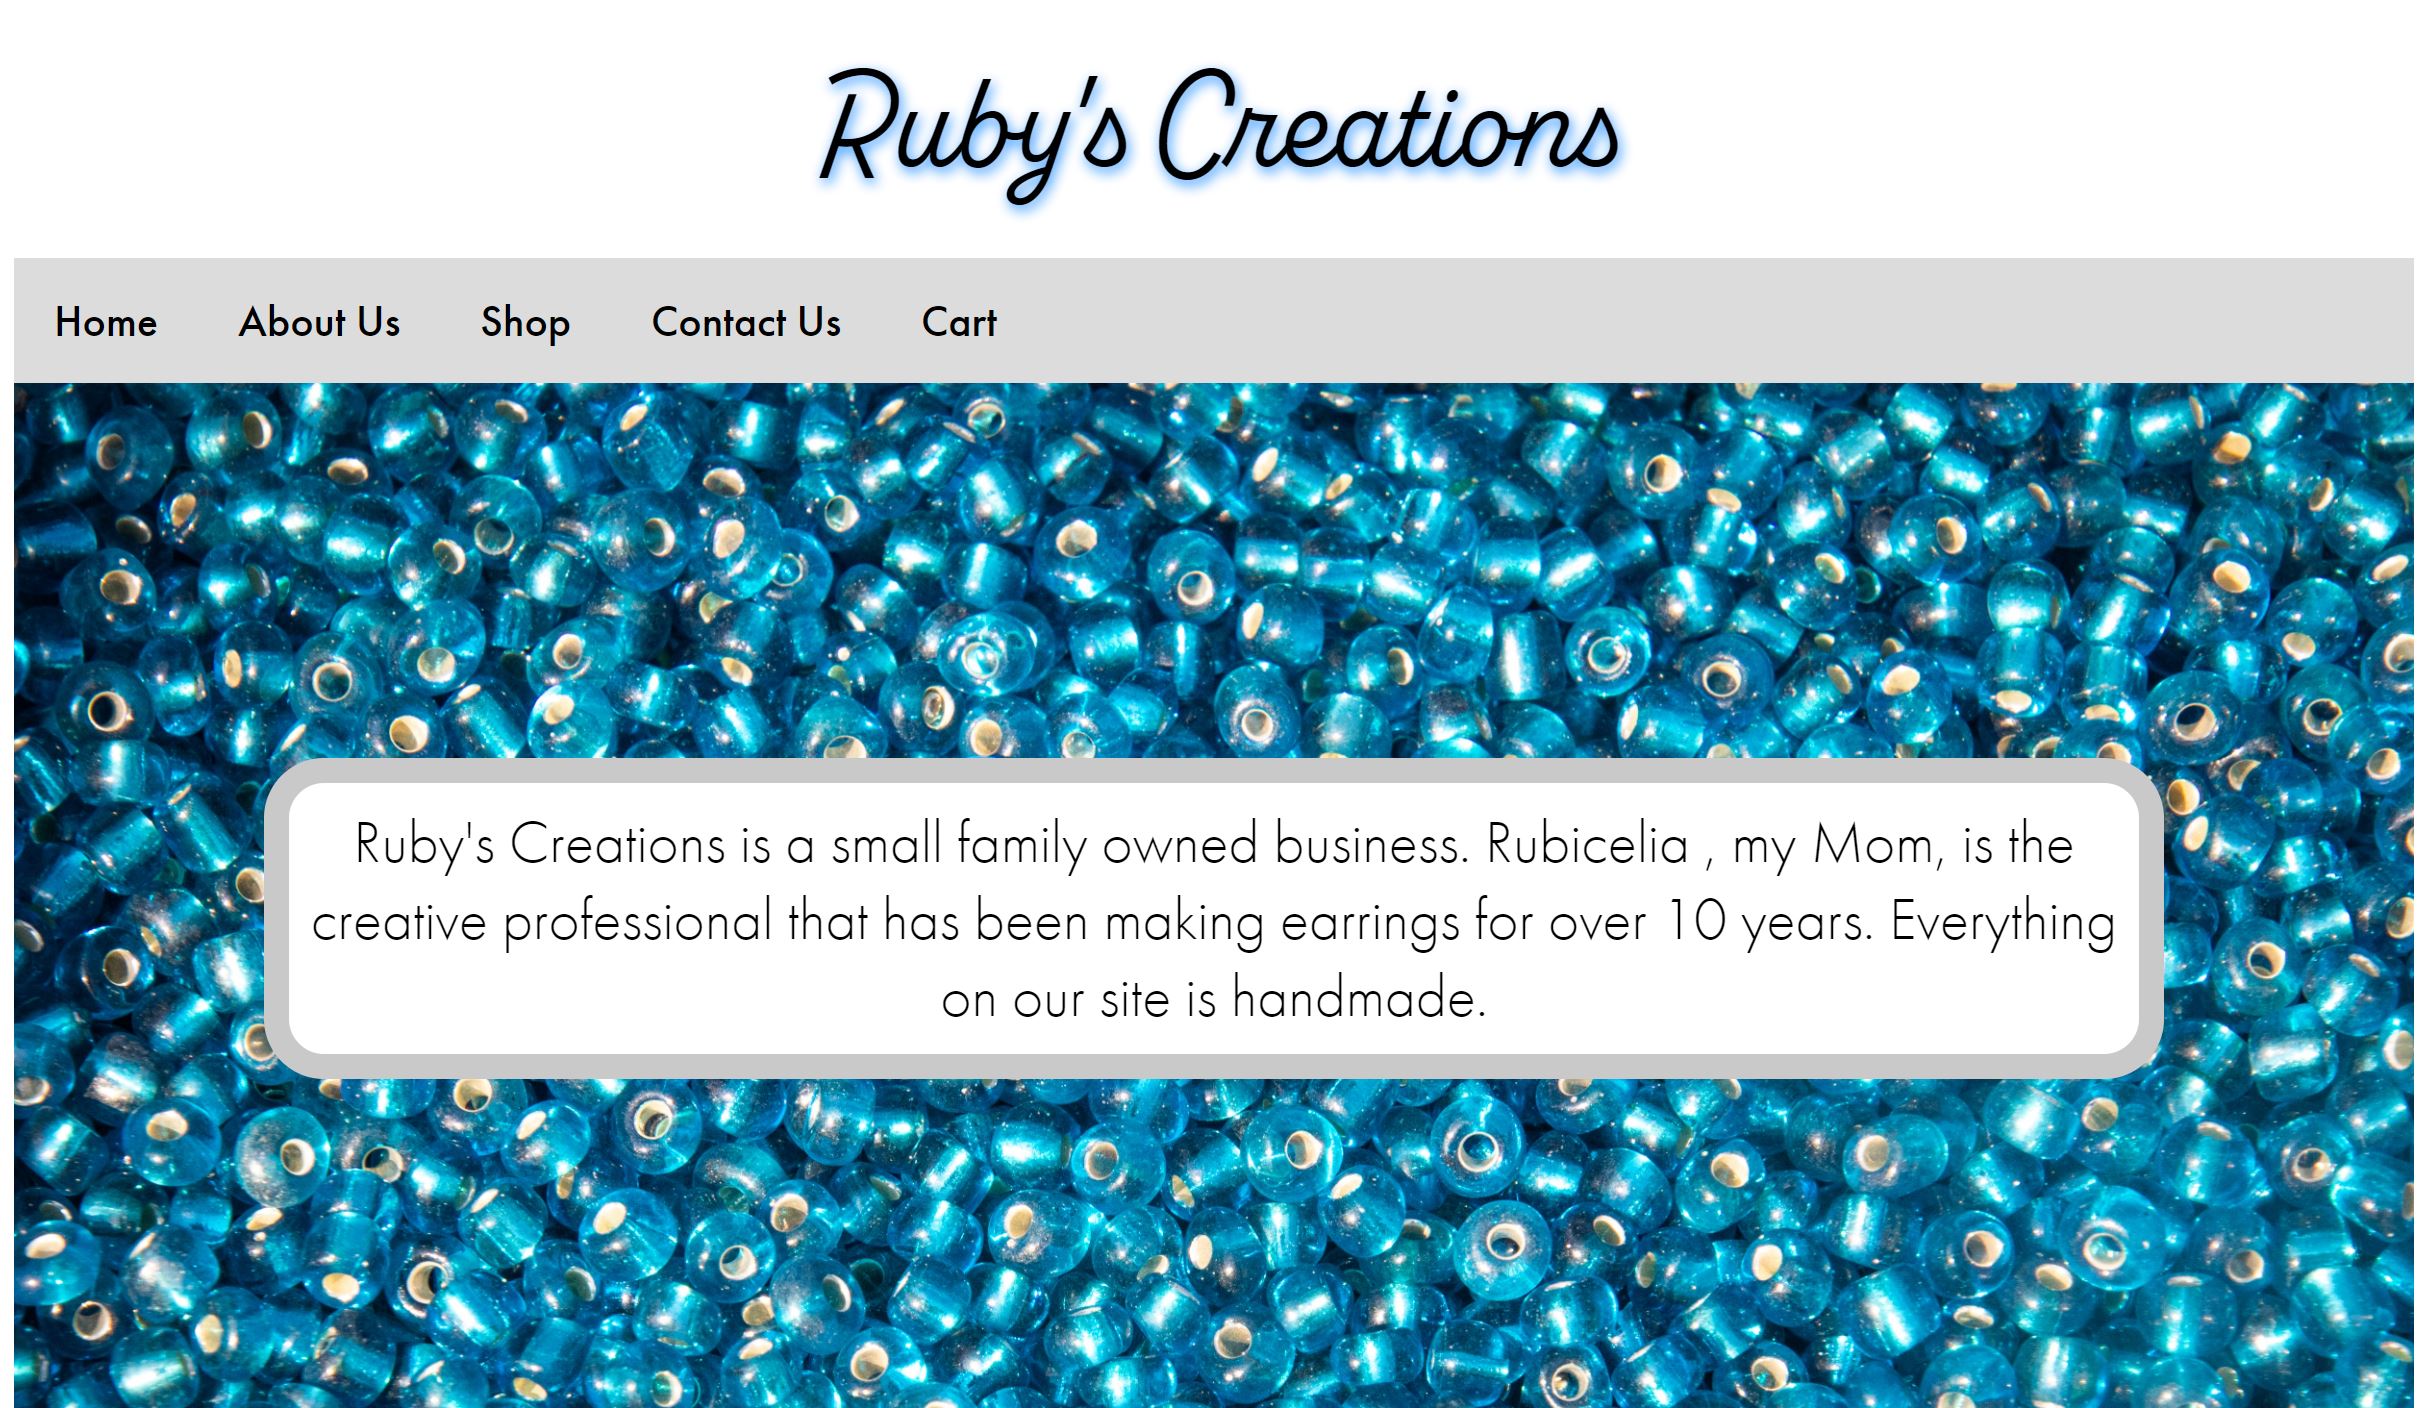 Ruby's Creations
Home About Us Shop Contact Us Cart
Ruby's Creations is a small family owned business. Rubicelia , my Mom, is the
creative professional that has been making earrings for over 10 years. Everything
on our site is handmade.